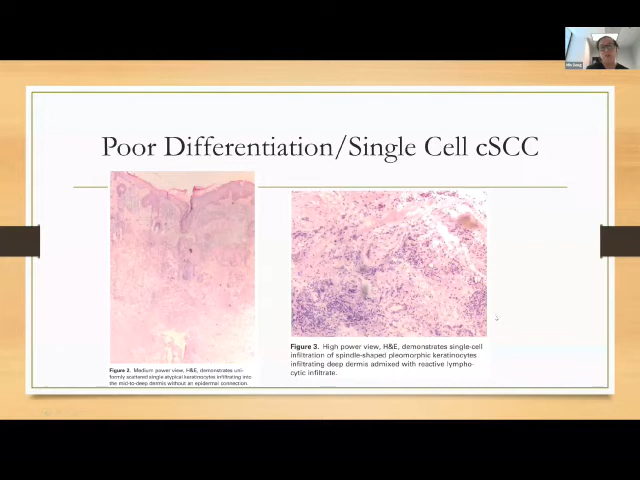 Poor Differentiation/Single Cell cSCC
Figure 2. Medium power view, H&E, demonstrates uni-
formly scattered single atypical keratinocytes infiltrating into
the mid-to-deep dermis without an epidermal connection.
Figure 3. High power view, H&E, demonstrates single-cell
infiltration of spindle-shaped pleomorphic keratinocytes
infiltrating deep dermis admixed with reactive lympho-
cytic infiltrate.